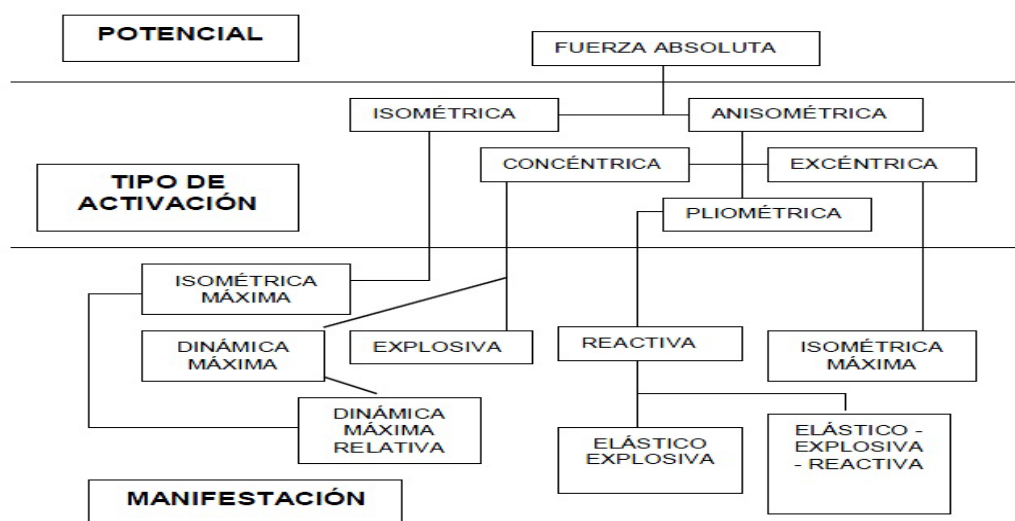 POTENCIAL
FUERZA ABSOLUTA
ISOMÉTRICA
ANISOMÉTRICA
CONCÉNTRICA
EXCÉNTRICA
TIPO DE
ACTIVACIÓN
PLIOMÉTRICA
ISOMÉTRICA
MÁXIMA
DINÁMICA
MÁXIMA
EXPLOSIVA
REACTIVA
ISOMÉTRICA
MÁXIMA
DINÁMICA
MÁXIMA
RELATIVA
ELÁSTICO
EXPLOSIVA
ELÁSTICO -
EXPLOSIVA
- REACTIVA
MANIFESTACIÓN